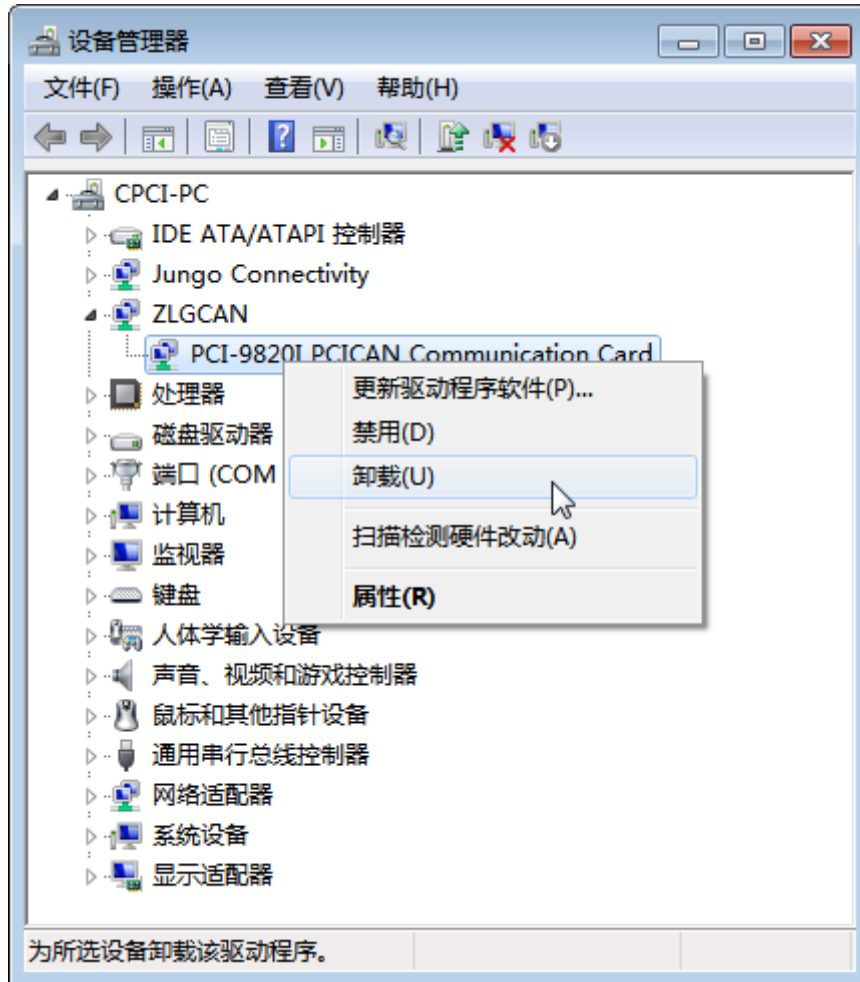 设备管理器
文件(F) 操作(A) 查看(V) 帮助(H)
CPCI-PC
IDE ATA/ATAPI 控制器
Jungo Connectivity
ZLGCAN
PCI-9820I PCICAN Communication Card
处理器
磁盘驱动器
端口 (COM
计算机
监视器
键盘
人体学输入设备
声音、视频和游戏控制器
鼠标和其他指针设备
通用串行总线控制器
网络适配器
系统设备
显示适配器
更新驱动程序软件(P)...
禁用(D)
卸载(U)
扫描检测硬件改动(A)
属性(R)
为所选设备卸载该驱动程序。